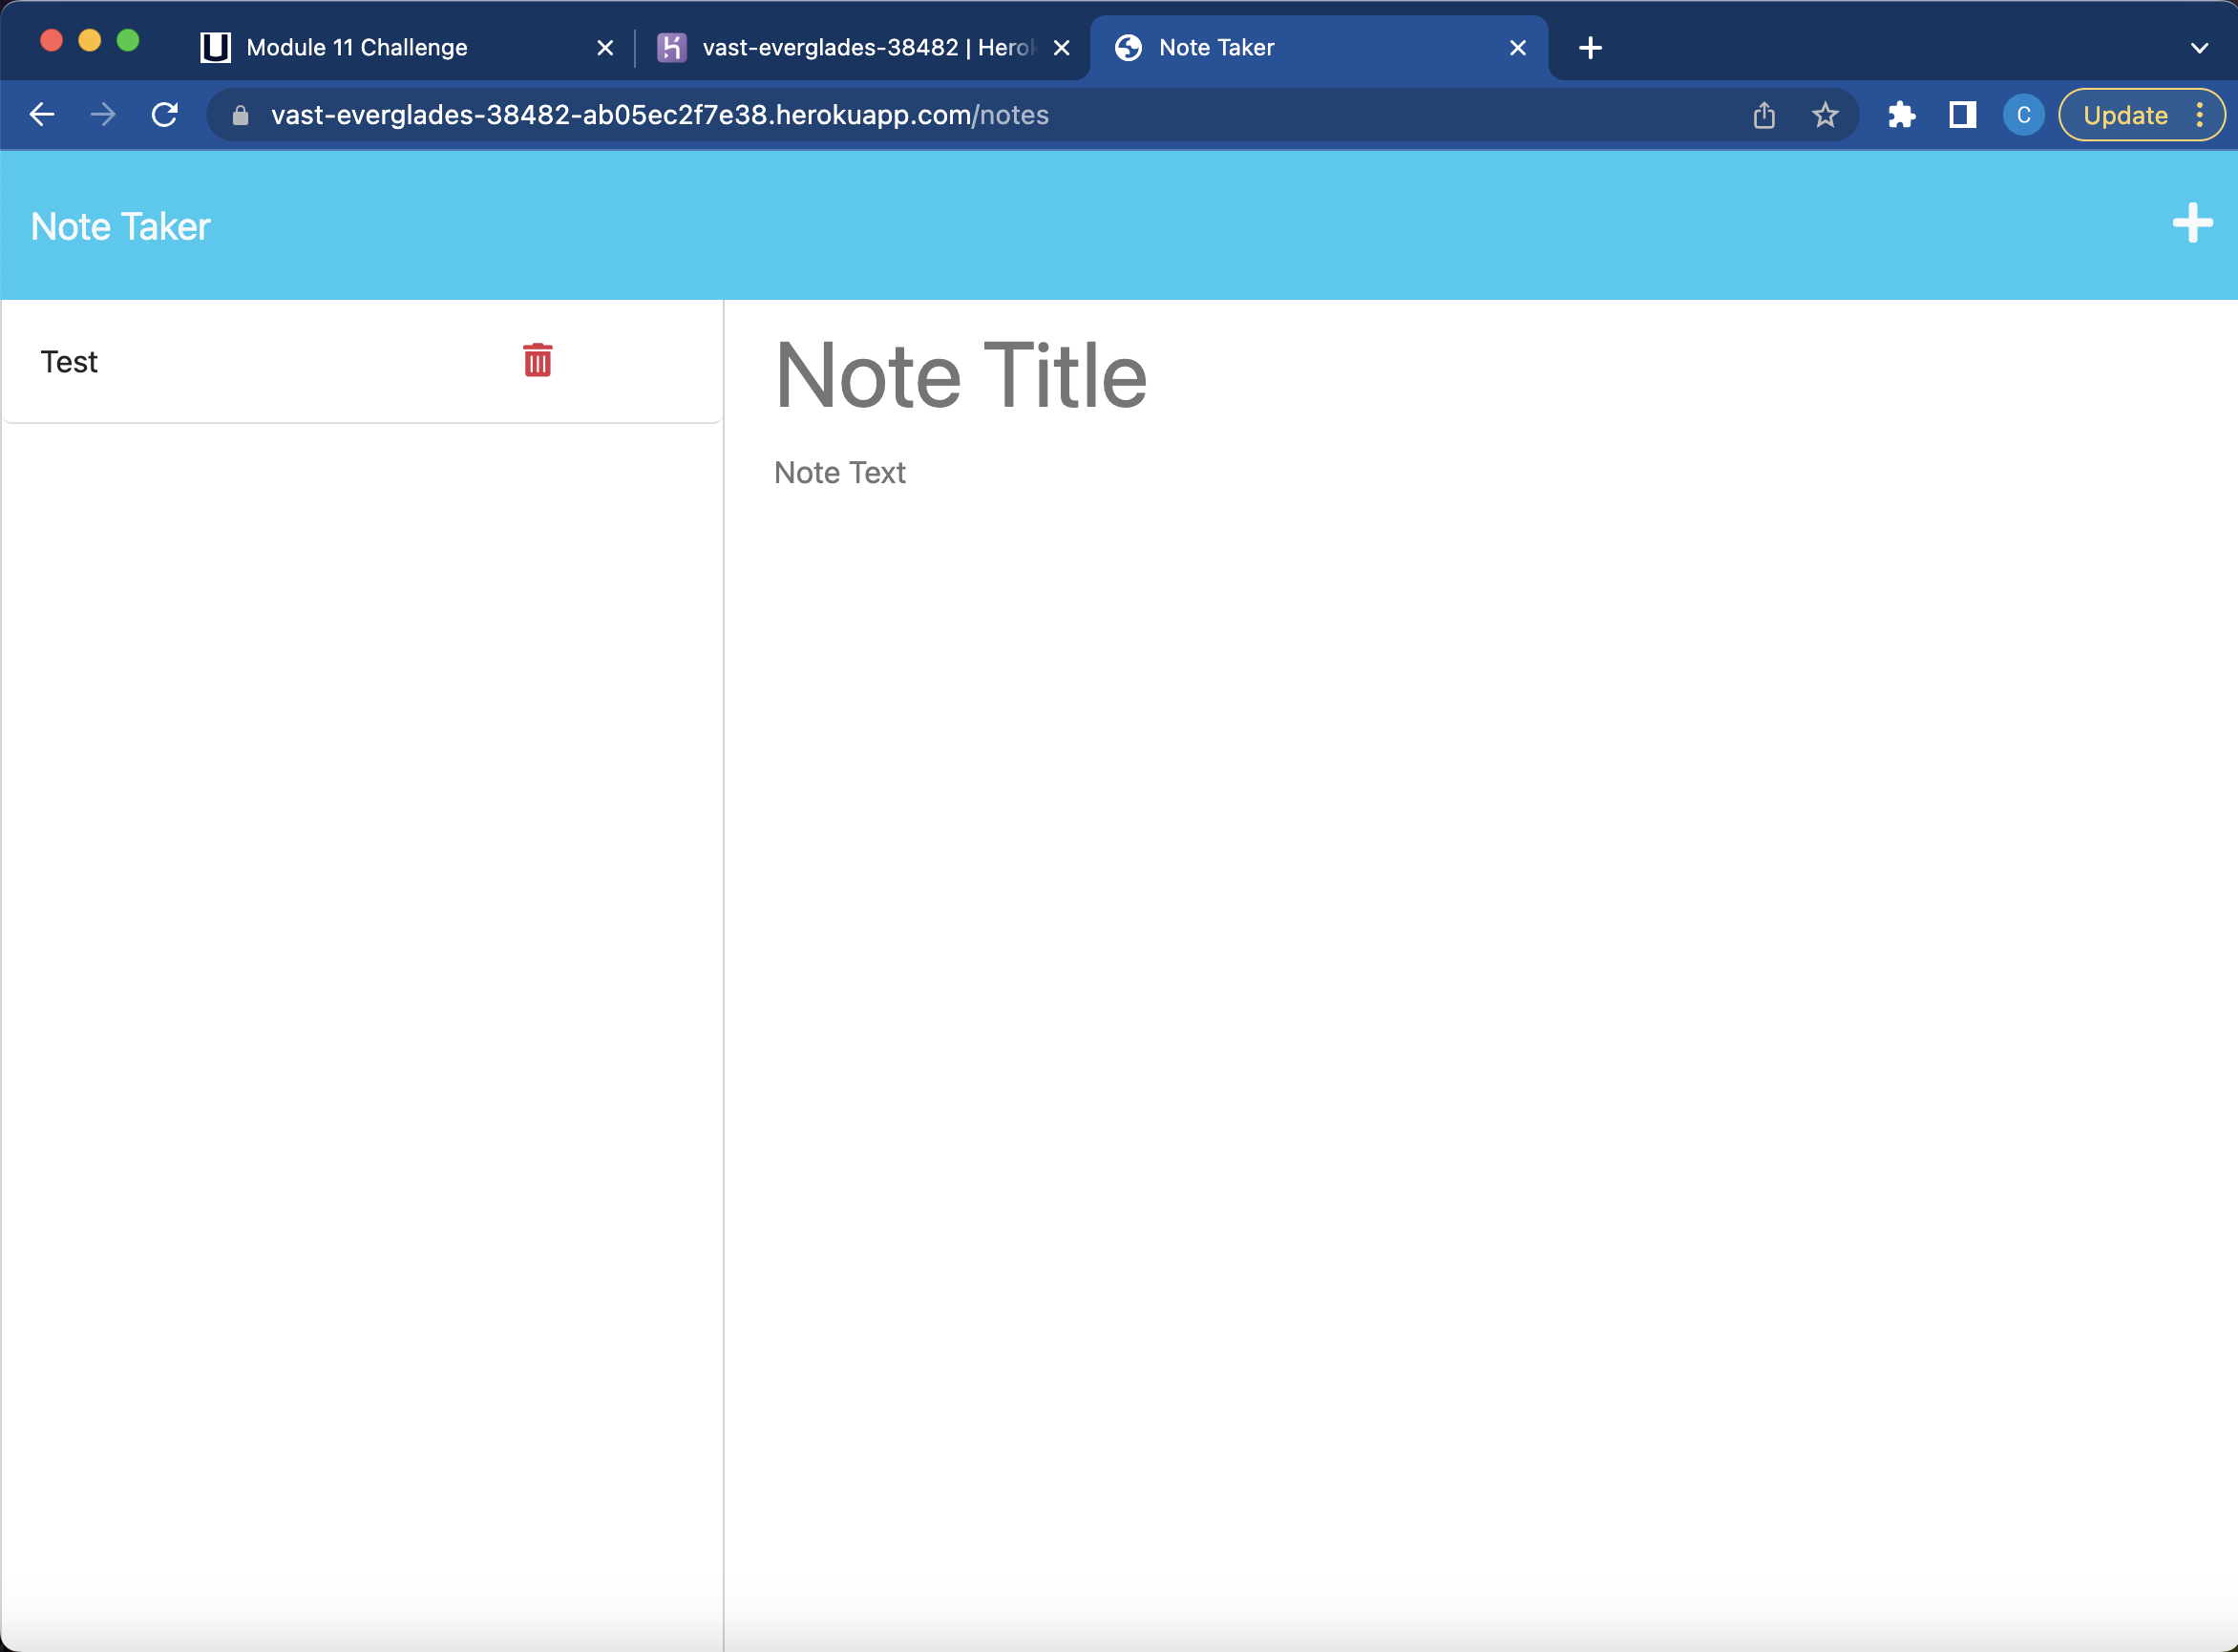 Module 11 Challenge
vast-everglades-38482 | Herok
Note Taker
vast-everglades-38482-ab05ec2f7e38.herokuapp.com/notes
C
Update
Note Taker
Test
Note Title
Note Text